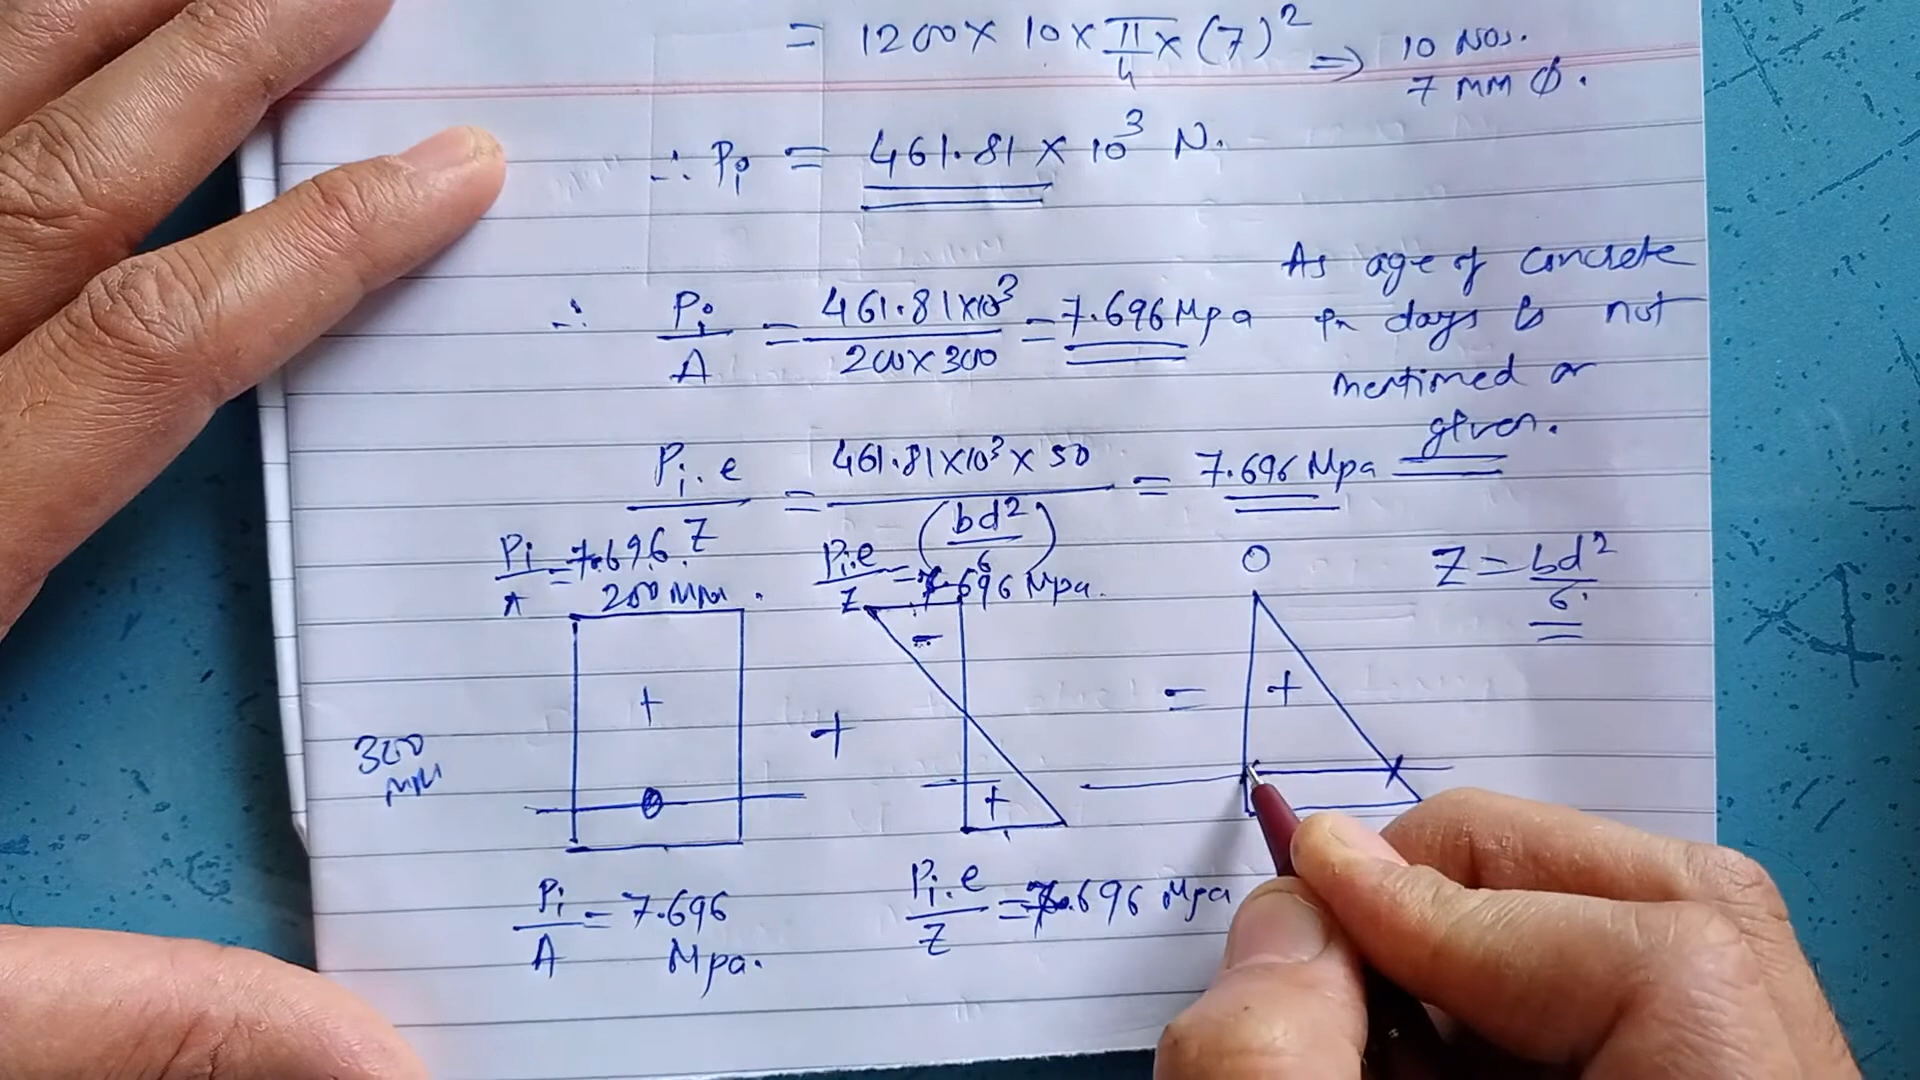 = 1200 × 10 × π/4 × (7)² ⇒ 10 NOS.
7 MM Ø.
∴ Pi = 461.81 × 10³ N.
As age of concrete
∴ Pi/A = 461.81×10³/200×300 = 7.696 Mpa in days is not
mentioned or
given.
Pi.e/Z = 461.81×10³ × 50/(bd²/6) = 7.696 Mpa
Pi/A = 7.696. Pi.e/Z = 7.696 Mpa. 0 Z = bd²/6.
200 MM
-
+ + = +
300
MM
+
Pi/A = 7.696 Pi.e/Z = 7.696 Mpa
Mpa.